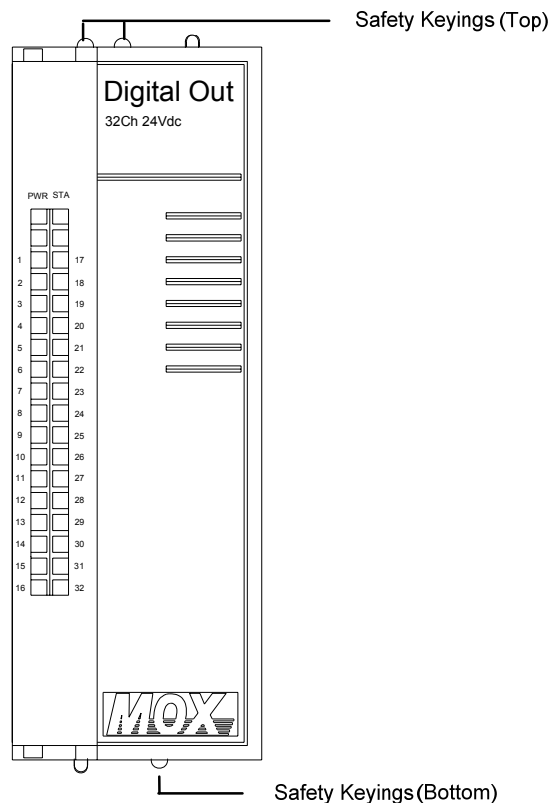 Safety Keyings (Top)
Digital Out
32Ch 24Vdc
PWR STA
1 17
2 18
3 19
4 20
5 21
6 22
7 23
8 24
9 25
10 26
11 27
12 28
13 29
14 30
15 31
16 32
MOX
Safety Keyings (Bottom)